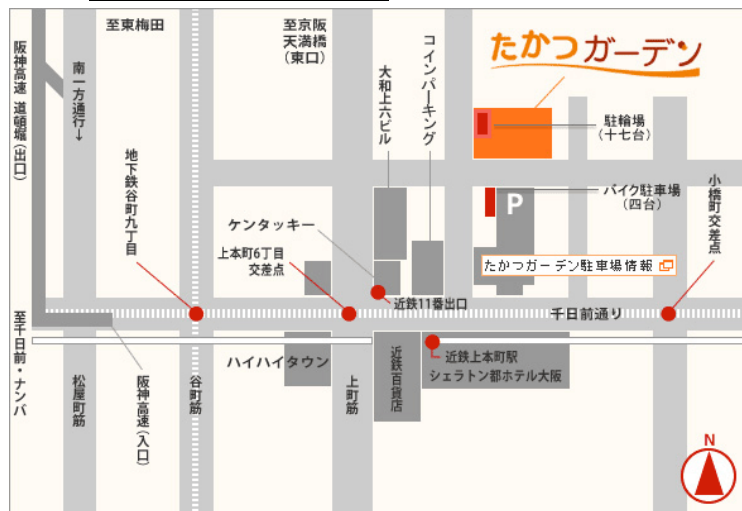 至東梅田
至京阪
天満橋
(東口)
阪神高速 道頓堀(出口)
南一方通行→
コインパーキング
大和上六ビル
たかつガーデン
駐輪場
(十七台)
地下鉄谷町九丁目
バイク駐車場
(四台)
小橋町交差点
P
ケンタッキー
上本町6丁目
交差点
たかつガーデン駐車場情報
近鉄11番出口
千日前通り
至千日前・ナンバ
ハイハイタウン
近鉄百貨店
近鉄上本町駅
シェラトン都ホテル大阪
松屋町筋
阪神高速(入口)
谷町筋
上町筋
N